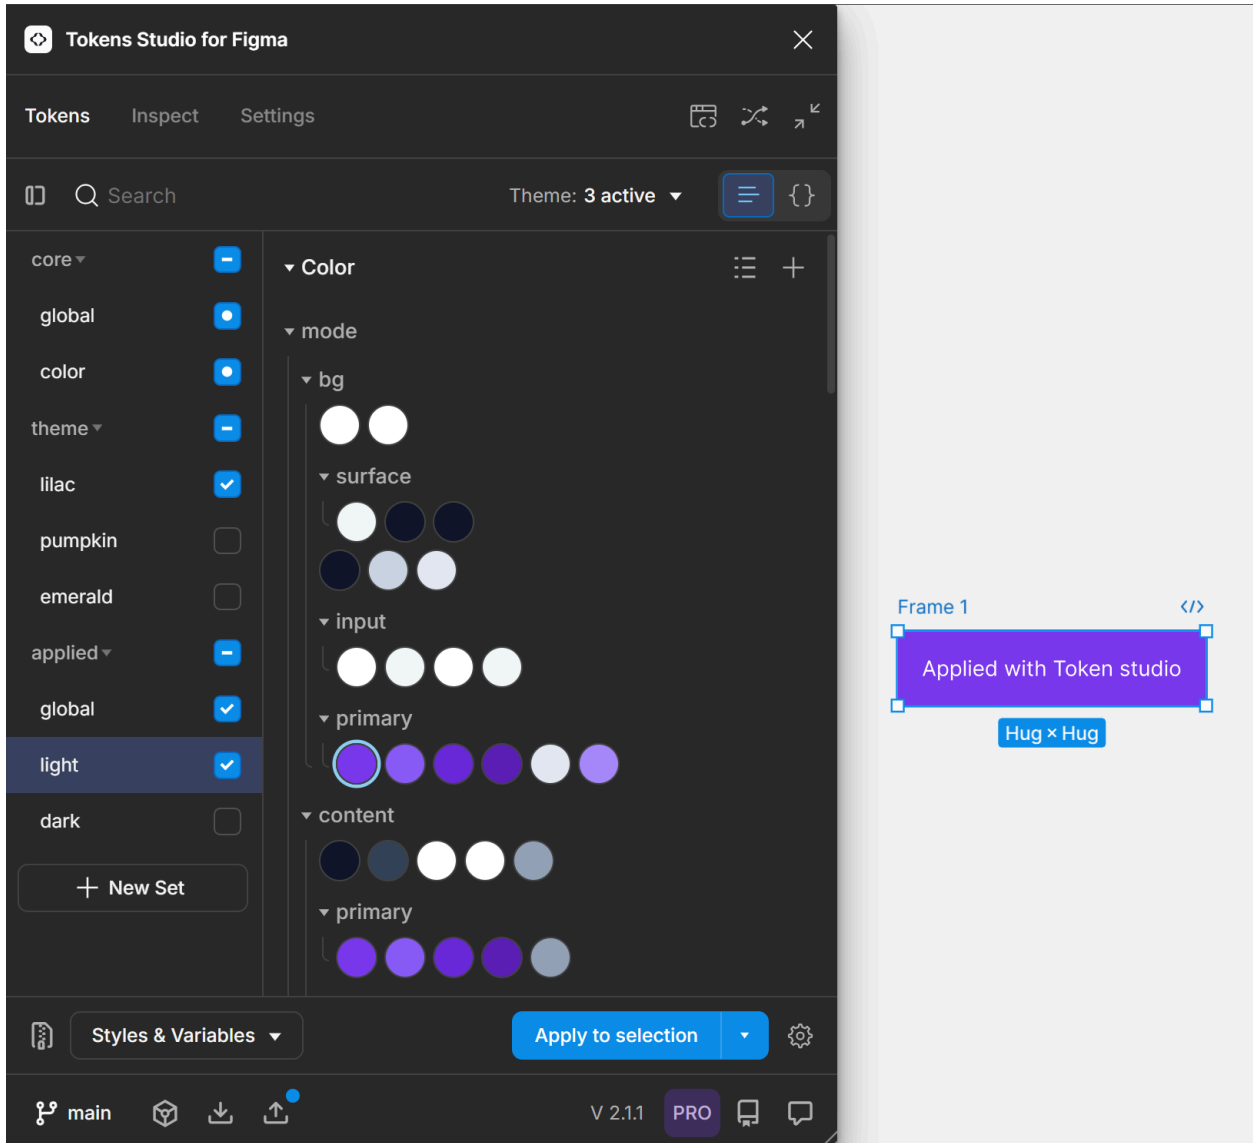 Tokens Studio for Figma
Tokens Inspect Settings
Search Theme: 3 active
core
global
color
theme
lilac
pumpkin
emerald
applied
global
light
dark
New Set
Color
mode
bg
surface
input
primary
content
primary
Styles & Variables Apply to selection
main V 2.1.1 PRO
Frame 1
Applied with Token studio
Hug × Hug